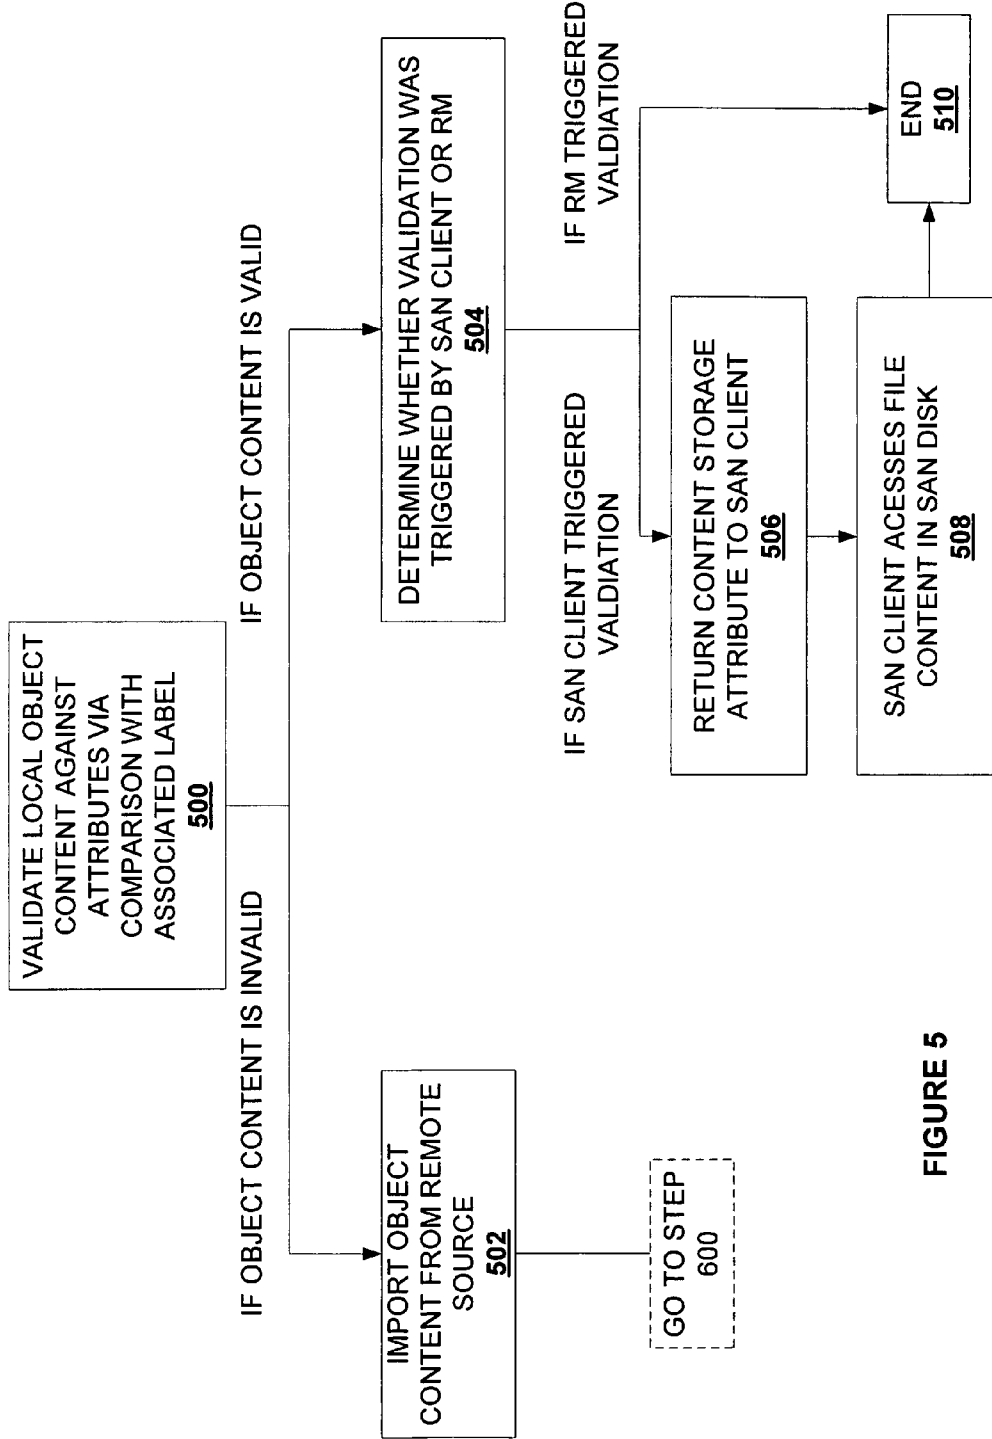 VALIDATE LOCAL OBJECT
CONTENT AGAINST
ATTRIBUTES VIA
COMPARISON WITH
ASSOCIATED LABEL
500
IF OBJECT CONTENT IS INVALID
IF OBJECT CONTENT IS VALID
IMPORT OBJECT
CONTENT FROM REMOTE
SOURCE
502
DETERMINE WHETHER VALIDATION WAS
TRIGGERED BY SAN CLIENT OR RM
504
IF SAN CLIENT TRIGGERED
VALDIATION
IF RM TRIGGERED
VALDIATION
GO TO STEP
600
RETURN CONTENT STORAGE
ATTRIBUTE TO SAN CLIENT
506
SAN CLIENT ACESSES FILE
CONTENT IN SAN DISK
508
END
510
FIGURE 5